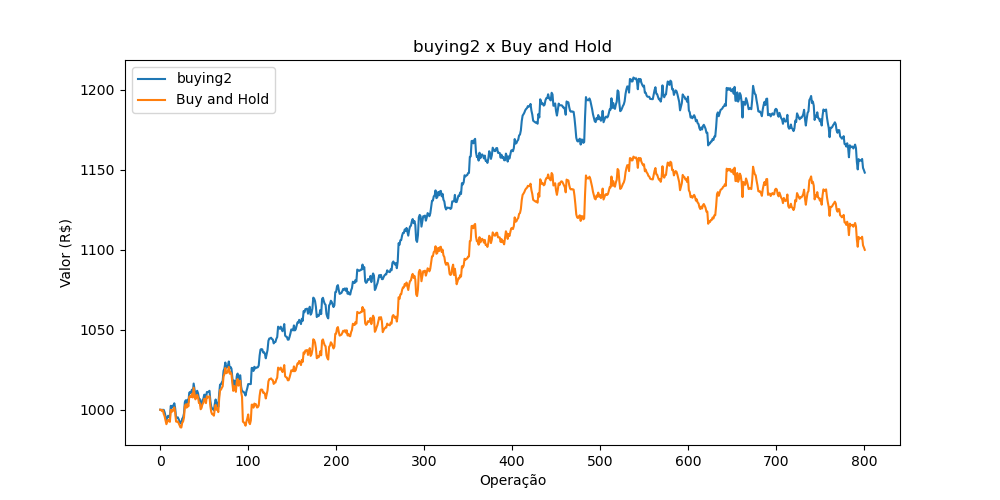 buying2 x Buy and Hold
buying2
Buy and Hold
Valor (R$)
1200
1150
1100
1050
1000
0 100 200 300 400 500 600 700 800
Operação